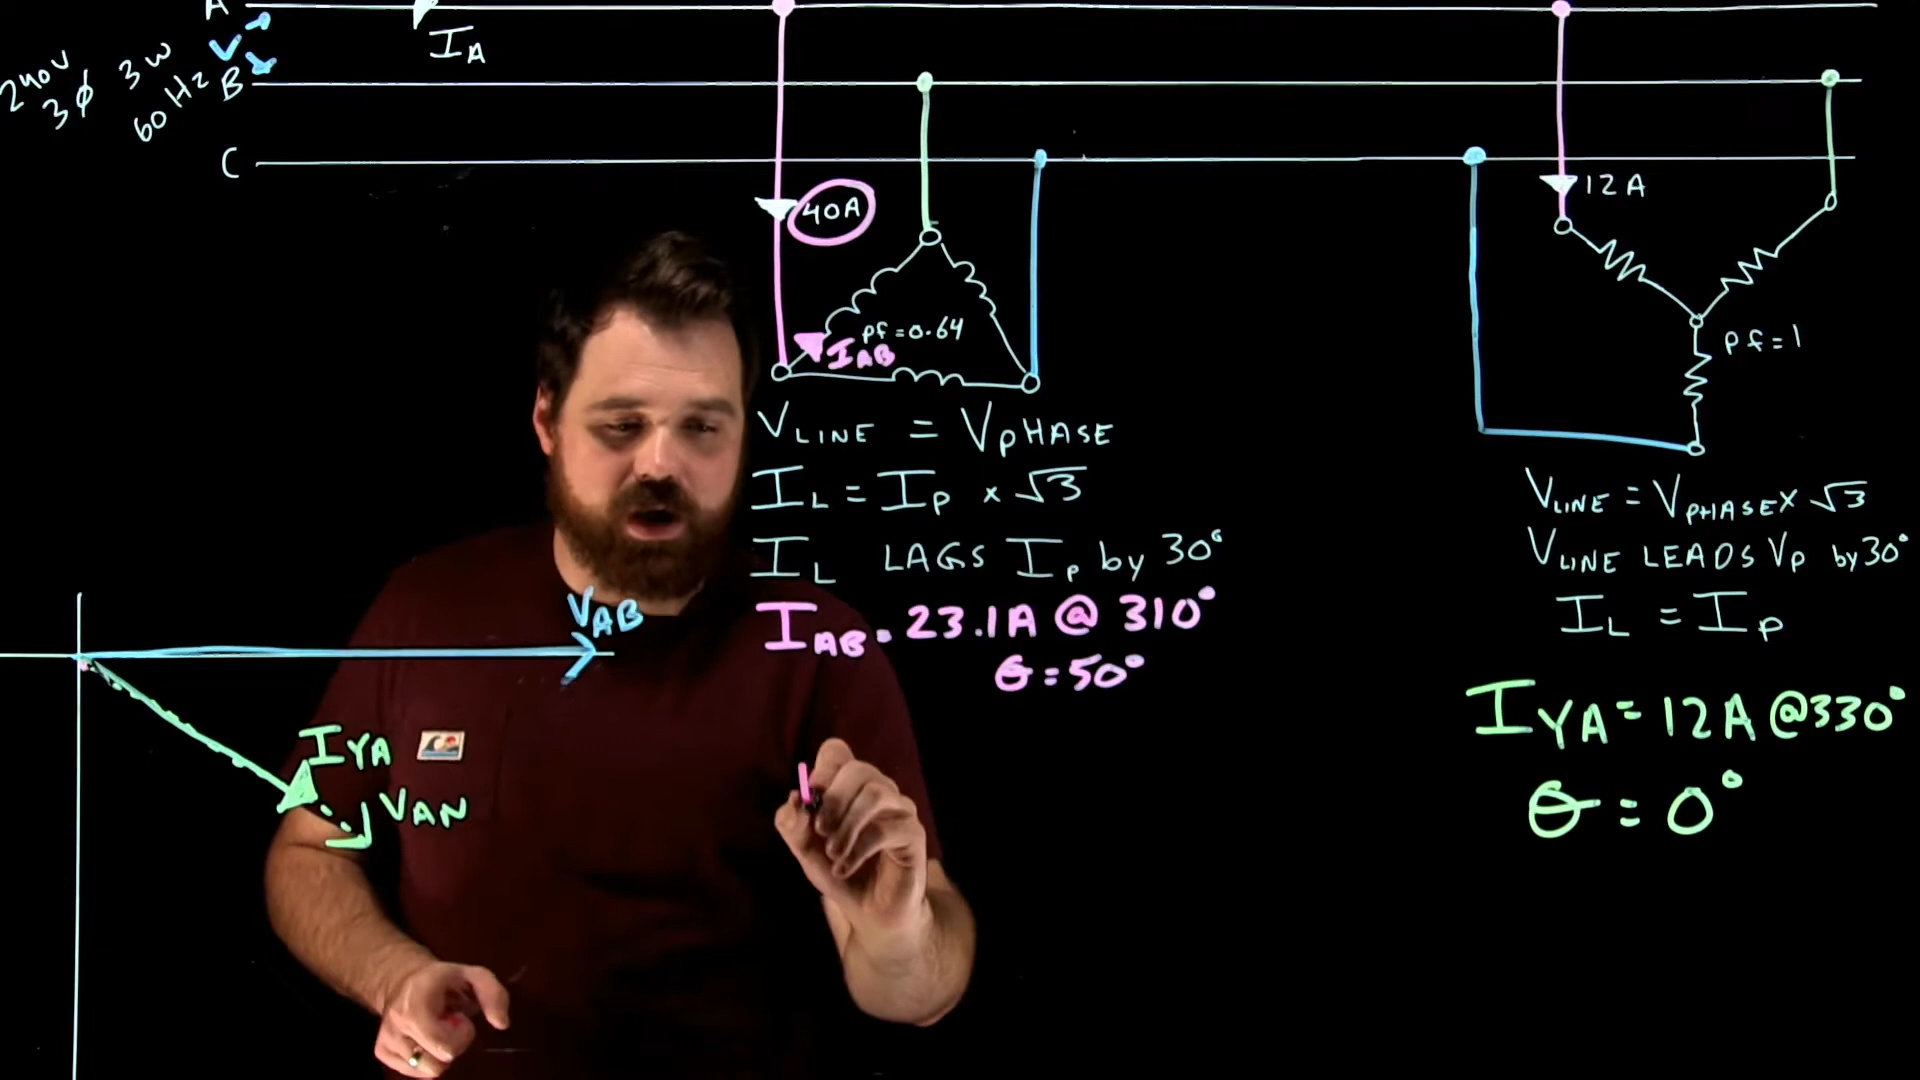 A
I_A
240V
3ϕ 3W
60 Hz
V
B
C
40A
12A
pf=0.64
I_AB
pf=1
V_LINE = V_PHASE
I_L = I_P × √3
I_L LAGS I_P by 30°
I_AB = 23.1A @ 310°
θ = 50°
V_LINE = V_PHASE × √3
V_LINE LEADS V_P by 30°
I_L = I_P
I_YA = 12A @330°
θ = 0°
V_AB
I_YA
V_AN